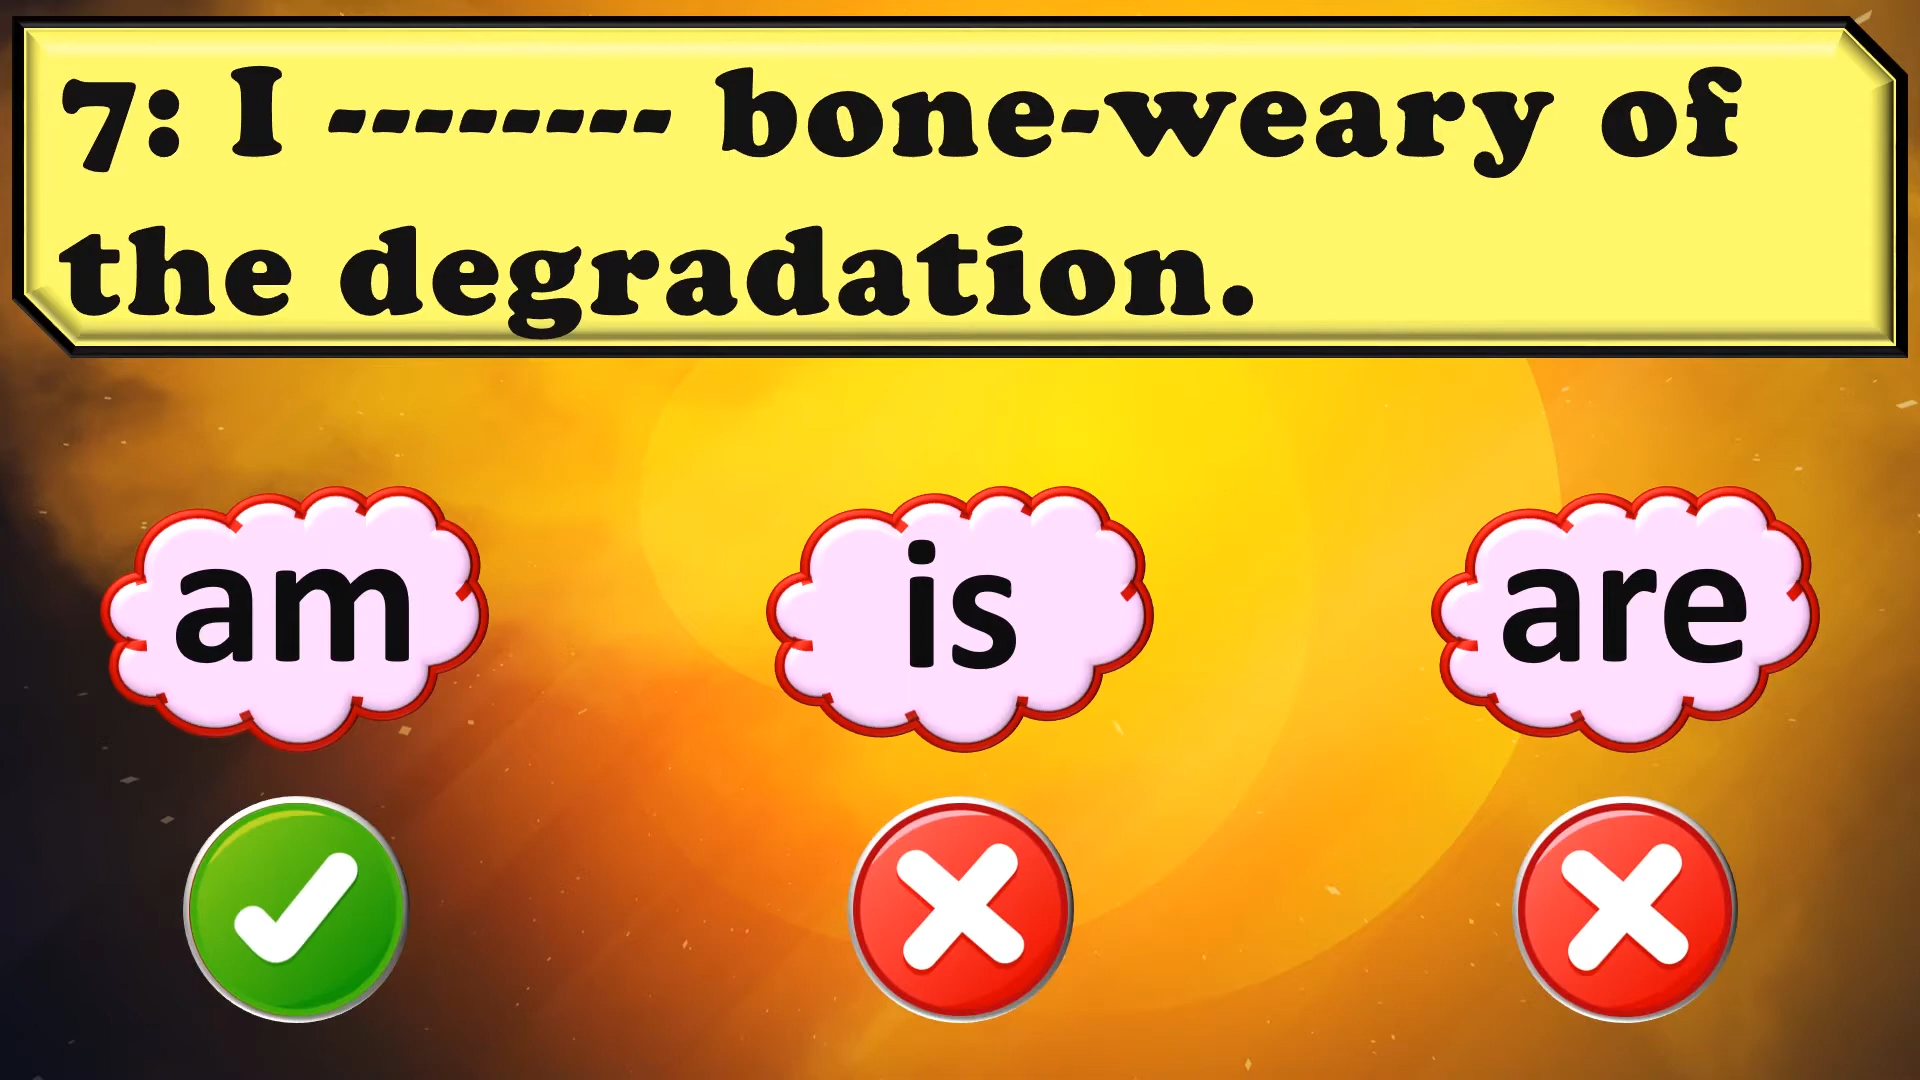 7: I -------- bone-weary of
the degradation.
am is are